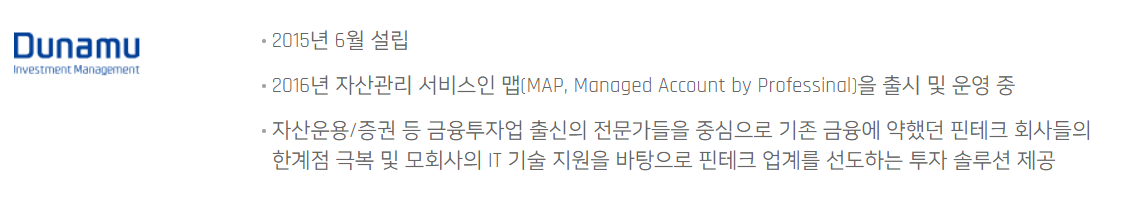 Dunamu
Investment Management
• 2015년 6월 설립
• 2016년 자산관리 서비스인 맵(MAP, Managed Account by Professinal)을 출시 및 운영 중
• 자산운용/증권 등 금융투자업 출신의 전문가들을 중심으로 기존 금융에 약했던 핀테크 회사들의
한계점 극복 및 모회사의 IT 기술 지원을 바탕으로 핀테크 업계를 선도하는 투자 솔루션 제공